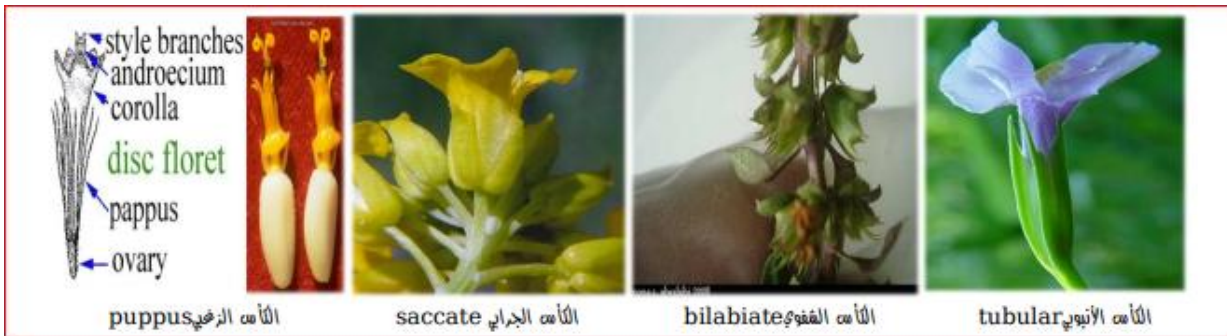 style branches
androecium
corolla
disc floret
pappus
ovary
الكأس الزغبي puppus
الكأس الجرابي saccate
الكأس الشفوي bilabiate
الكأس الأنبوبي tubular